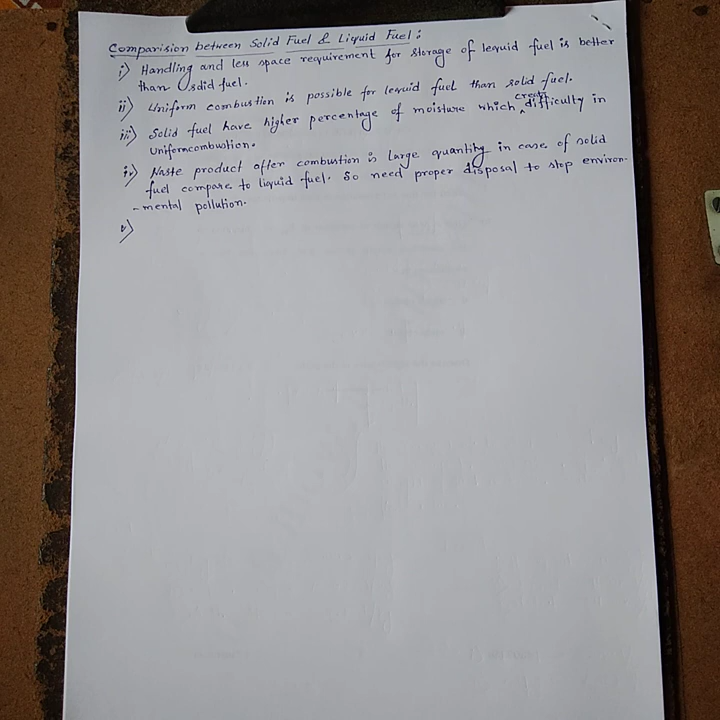 Comparision between Solid Fuel & Liquid Fuel:
i) Handling and less space requirement for storage of lequid fuel is better
than solid fuel.
ii) Uniform combustion is possible for lequid fuel than solid fuel.
iii) Solid fuel have higher percentage of moisture which create difficulty in
Uniformcombustion.
iv) Waste product after combustion is large quantity in case of solid
fuel compare to liquid fuel. So need proper disposal to stop environ-
-mental pollution.
v)